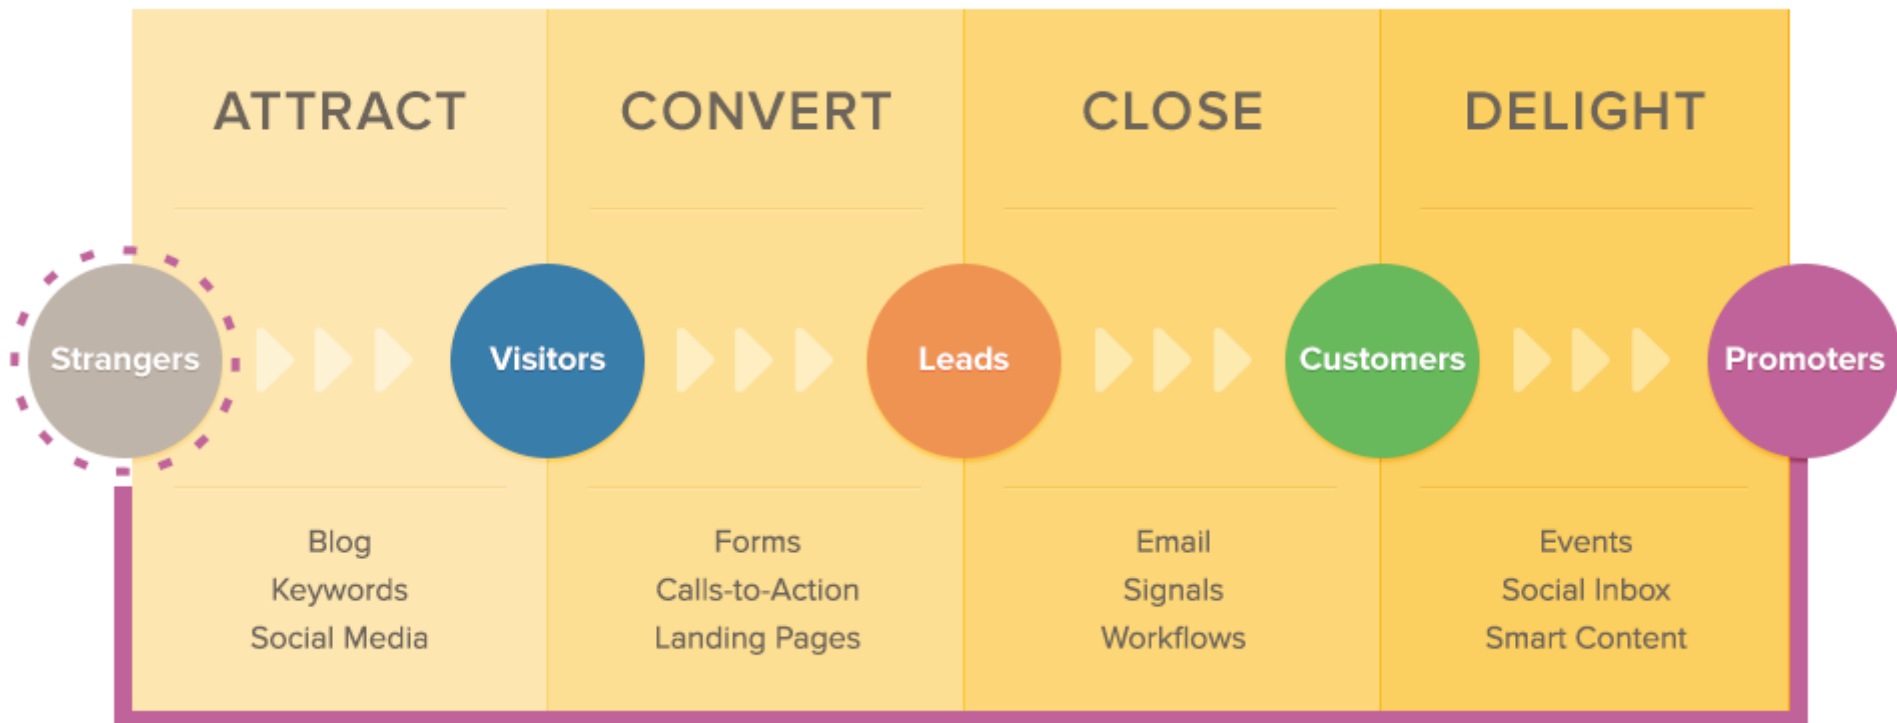 ATTRACT
CONVERT
CLOSE
DELIGHT
Strangers
Visitors
Leads
Customers
Promoters
Blog
Keywords
Social Media
Forms
Calls-to-Action
Landing Pages
Email
Signals
Workflows
Events
Social Inbox
Smart Content